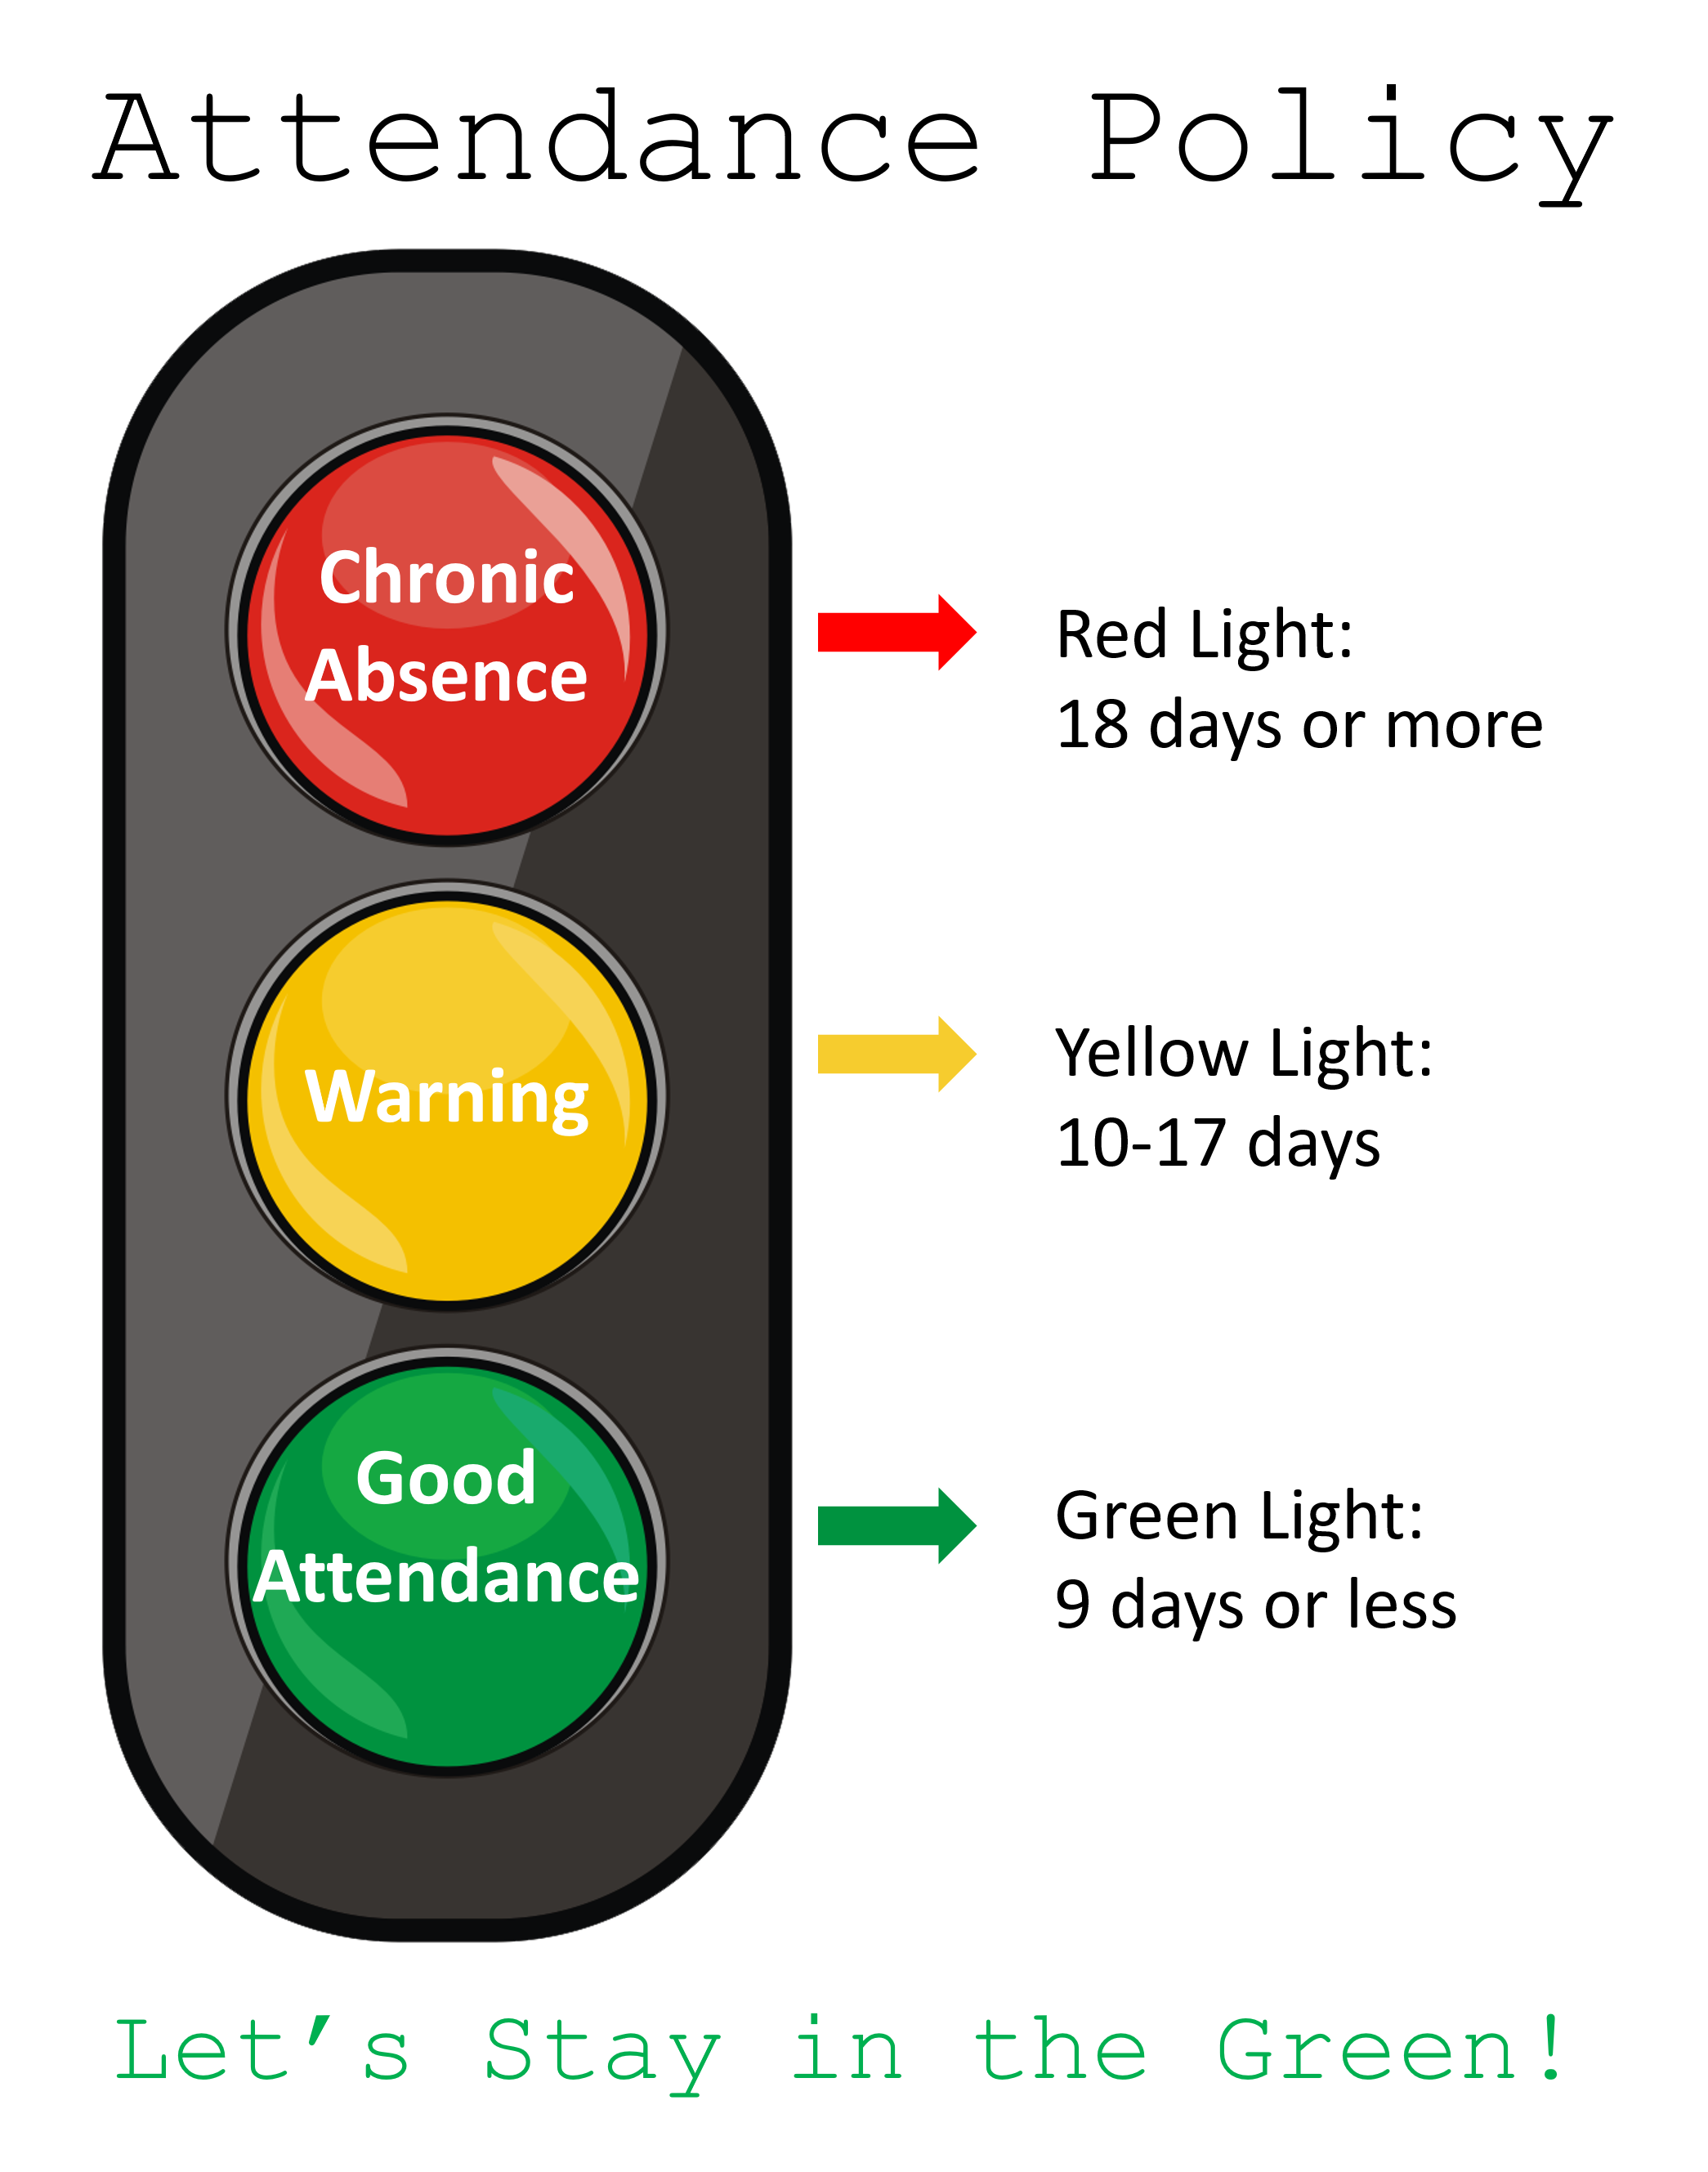 Attendance Policy
Chronic
Absence
Red Light:
18 days or more
Warning
Yellow Light:
10-17 days
Good
Attendance
Green Light:
9 days or less
Let’s Stay in the Green!